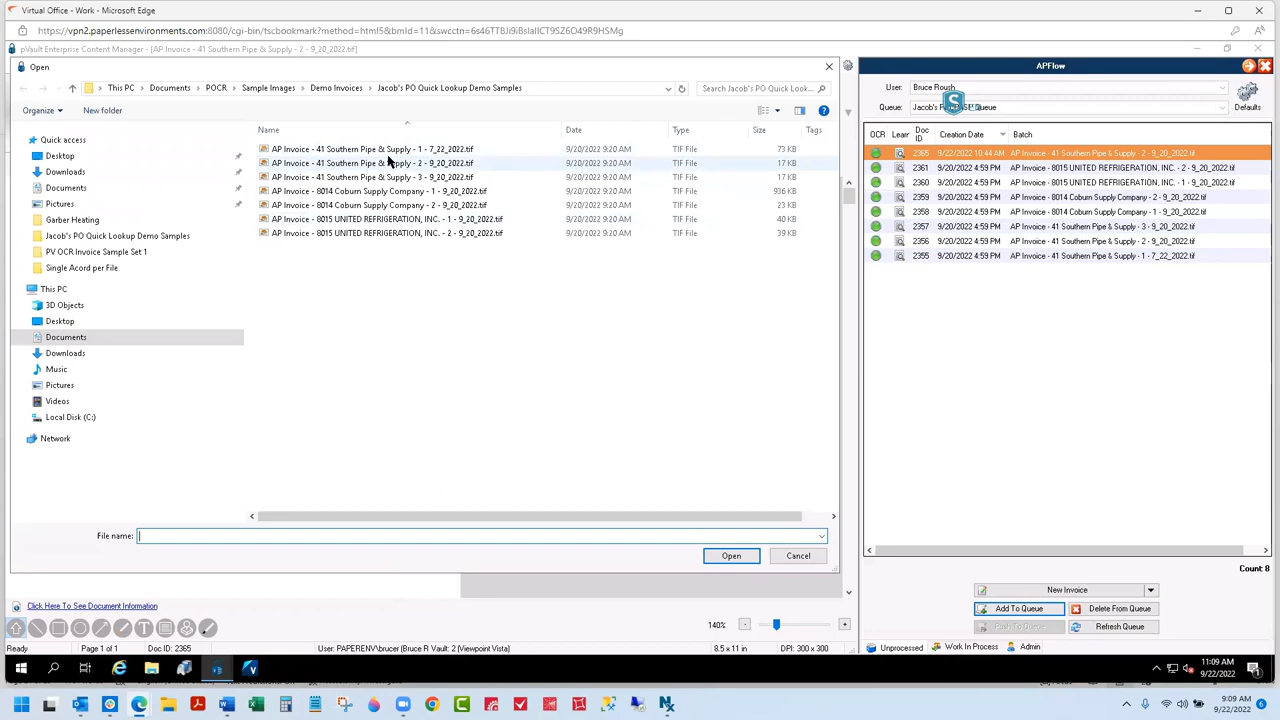 Virtual Office - Work - Microsoft Edge
https://vpn2.paperlessenvironments.com:8080/cgi-bin/tscbookmark?method=html5&bmId=11&swcctn=
pVault Enterprise Content Manager - [AP Invoice - 41 Southern Pipe & Supply - 2 - 9_20_2022.tif]
Open
This PC > Documents > POCR > Sample Images > Demo Invoices > Jacob's PO Quick Lookup Demo Samples
Search Jacob's PO Quick Look...
Organize
New folder
Name Date Type Size Tags
Quick access
Desktop
Downloads
Documents
Pictures
Garber Heating
Jacob's PO Quick Lookup Demo Samples
PV OCR Invoice Sample Set 1
Single Acord per File
This PC
3D Objects
Desktop
Documents
Downloads
Music
Pictures
Videos
Local Disk (C:)
Network
AP Invoice - 41 Southern Pipe & Supply - 1 - 7_22_2022.tif 9/20/2022 9:20 AM TIF File 73 KB
AP Invoice - 41 Southern Pipe & Supply - 2 - 9_20_2022.tif 9/20/2022 9:20 AM TIF File 17 KB
AP Invoice - 41 Southern Pipe & Supply - 3 - 9_20_2022.tif 9/20/2022 9:20 AM TIF File 17 KB
AP Invoice - 8014 Coburn Supply Company - 1 - 9_20_2022.tif 9/20/2022 9:20 AM TIF File 936 KB
AP Invoice - 8014 Coburn Supply Company - 2 - 9_20_2022.tif 9/20/2022 9:20 AM TIF File 23 KB
AP Invoice - 8015 UNITED REFRIGERATION, INC. - 1 - 9_20_2022.tif 9/20/2022 9:20 AM TIF File 40 KB
AP Invoice - 8015 UNITED REFRIGERATION, INC. - 2 - 9_20_2022.tif 9/20/2022 9:20 AM TIF File 39 KB
File name:
Open
Cancel
APFlow
User: Bruce Roush
Queue: Jacob's Queue
Defaults
OCR Learn Doc ID Creation Date Batch
2365 9/22/2022 10:44 AM AP Invoice - 41 Southern Pipe & Supply - 2 - 9_20_2022.tif
2361 9/20/2022 4:59 PM AP Invoice - 8015 UNITED REFRIGERATION, INC. - 2 - 9_20_2022.tif
2360 9/20/2022 4:59 PM AP Invoice - 8015 UNITED REFRIGERATION, INC. - 1 - 9_20_2022.tif
2359 9/20/2022 4:59 PM AP Invoice - 8014 Coburn Supply Company - 2 - 9_20_2022.tif
2358 9/20/2022 4:59 PM AP Invoice - 8014 Coburn Supply Company - 1 - 9_20_2022.tif
2357 9/20/2022 4:59 PM AP Invoice - 41 Southern Pipe & Supply - 3 - 9_20_2022.tif
2356 9/20/2022 4:59 PM AP Invoice - 41 Southern Pipe & Supply - 2 - 9_20_2022.tif
2355 9/20/2022 4:59 PM AP Invoice - 41 Southern Pipe & Supply - 1 - 7_22_2022.tif
Count 8
New Invoice
Add To Queue
Delete From Queue
Push To Queue
Refresh Queue
Unprocessed
Work In Process
Admin
Click Here To See Document Information
140%
Ready
Page 1 of 1
Doc ID: 2365
User: PAPERENV\brucer (Bruce R Vault: 2 (Viewpoint Vista)
8.5 x 11 in
DPI: 300 x 300
11:09 AM
9/22/2022
9:09 AM
9/22/2022